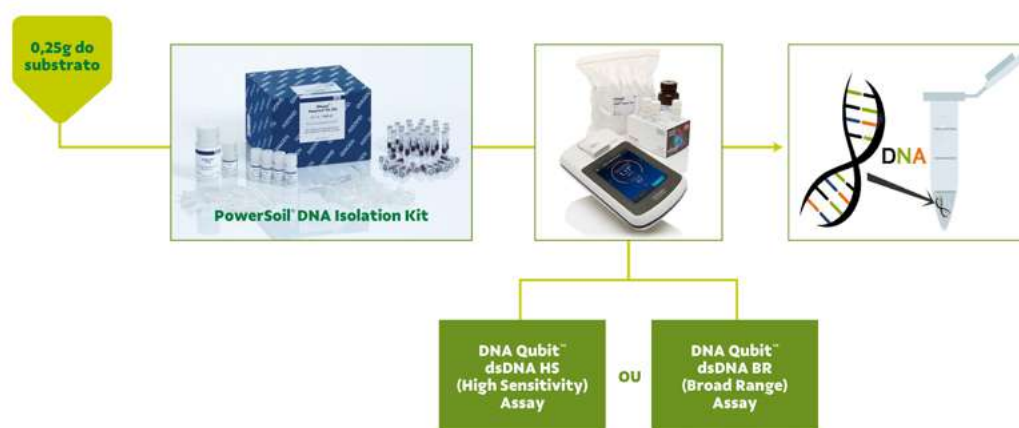 0,25g do
substrato
PowerSoil™ DNA Isolation Kit
DNA
DNA Qubit™
dsDNA HS
(High Sensitivity)
Assay
ou
DNA Qubit™
dsDNA BR
(Broad Range)
Assay